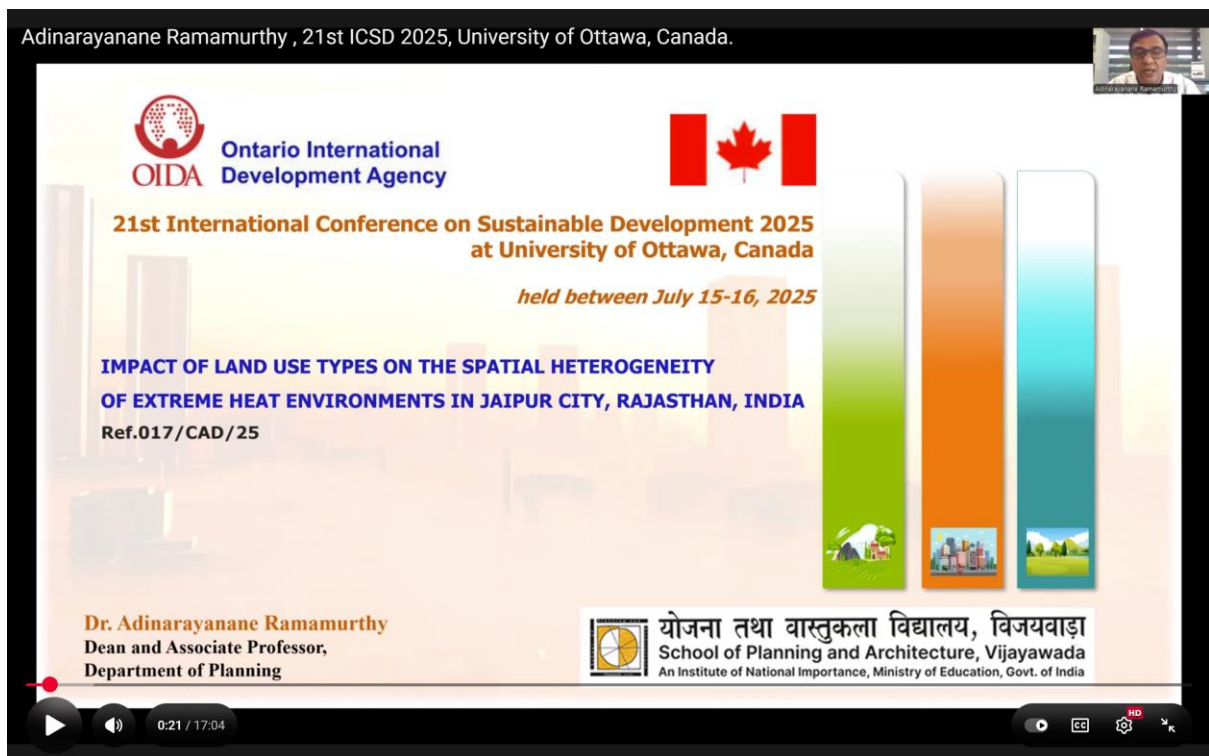 Adinarayanane Ramamurthy , 21st ICSD 2025, University of Ottawa, Canada.
Adinarayanane Ramamurthy
OIDA
Ontario International
Development Agency
21st International Conference on Sustainable Development 2025
at University of Ottawa, Canada
held between July 15-16, 2025
IMPACT OF LAND USE TYPES ON THE SPATIAL HETEROGENEITY
OF EXTREME HEAT ENVIRONMENTS IN JAIPUR CITY, RAJASTHAN, INDIA
Ref.017/CAD/25
Dr. Adinarayanane Ramamurthy
Dean and Associate Professor,
Department of Planning
योजना तथा वास्तुकला विद्यालय, विजयवाड़ा
School of Planning and Architecture, Vijayawada
An Institute of National Importance, Ministry of Education, Govt. of India
0:21 / 17:04
CC
HD